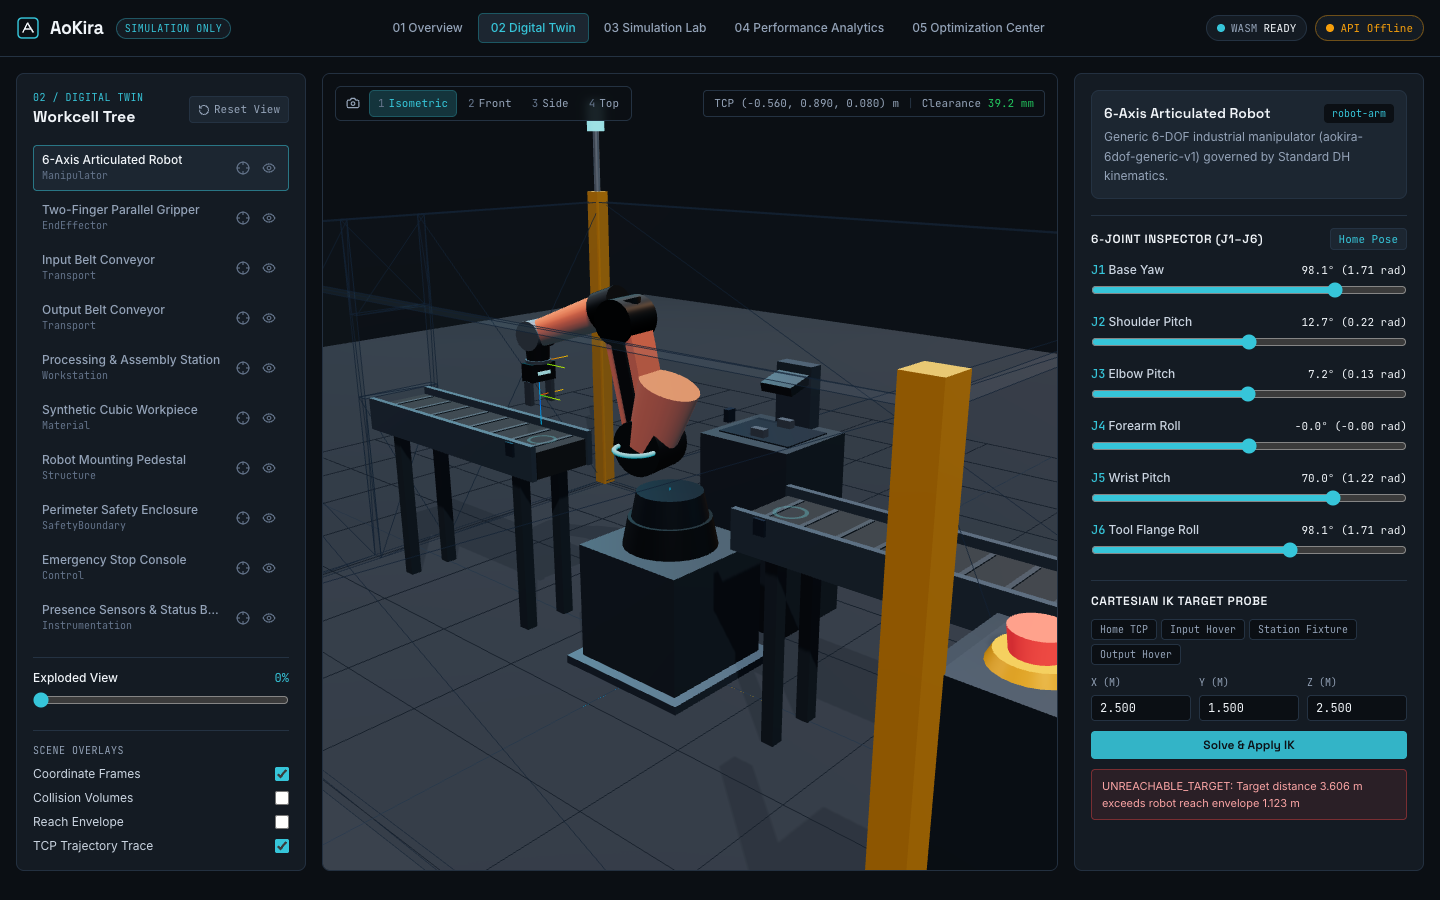 AoKira
SIMULATION ONLY
01 Overview
02 Digital Twin
03 Simulation Lab
04 Performance Analytics
05 Optimization Center
WASM READY
API Offline
02 / DIGITAL TWIN
Workcell Tree
Reset View
6-Axis Articulated Robot
Manipulator
Two-Finger Parallel Gripper
EndEffector
Input Belt Conveyor
Transport
Output Belt Conveyor
Transport
Processing & Assembly Station
Workstation
Synthetic Cubic Workpiece
Material
Robot Mounting Pedestal
Structure
Perimeter Safety Enclosure
SafetyBoundary
Emergency Stop Console
Control
Presence Sensors & Status B...
Instrumentation
Exploded View 0%
SCENE OVERLAYS
Coordinate Frames
Collision Volumes
Reach Envelope
TCP Trajectory Trace
1 Isometric
2 Front
3 Side
4 Top
TCP (-0.560, 0.890, 0.080) m
Clearance 39.2 mm
6-Axis Articulated Robot
robot-arm
Generic 6-DOF industrial manipulator (aokira-
6dof-generic-v1) governed by Standard DH
kinematics.
6-JOINT INSPECTOR (J1–J6)
Home Pose
J1 Base Yaw 98.1° (1.71 rad)
J2 Shoulder Pitch 12.7° (0.22 rad)
J3 Elbow Pitch 7.2° (0.13 rad)
J4 Forearm Roll -0.0° (-0.00 rad)
J5 Wrist Pitch 70.0° (1.22 rad)
J6 Tool Flange Roll 98.1° (1.71 rad)
CARTESIAN IK TARGET PROBE
Home TCP
Input Hover
Station Fixture
Output Hover
X (M) Y (M) Z (M)
2.500 1.500 2.500
Solve & Apply IK
UNREACHABLE_TARGET: Target distance 3.606 m
exceeds robot reach envelope 1.123 m